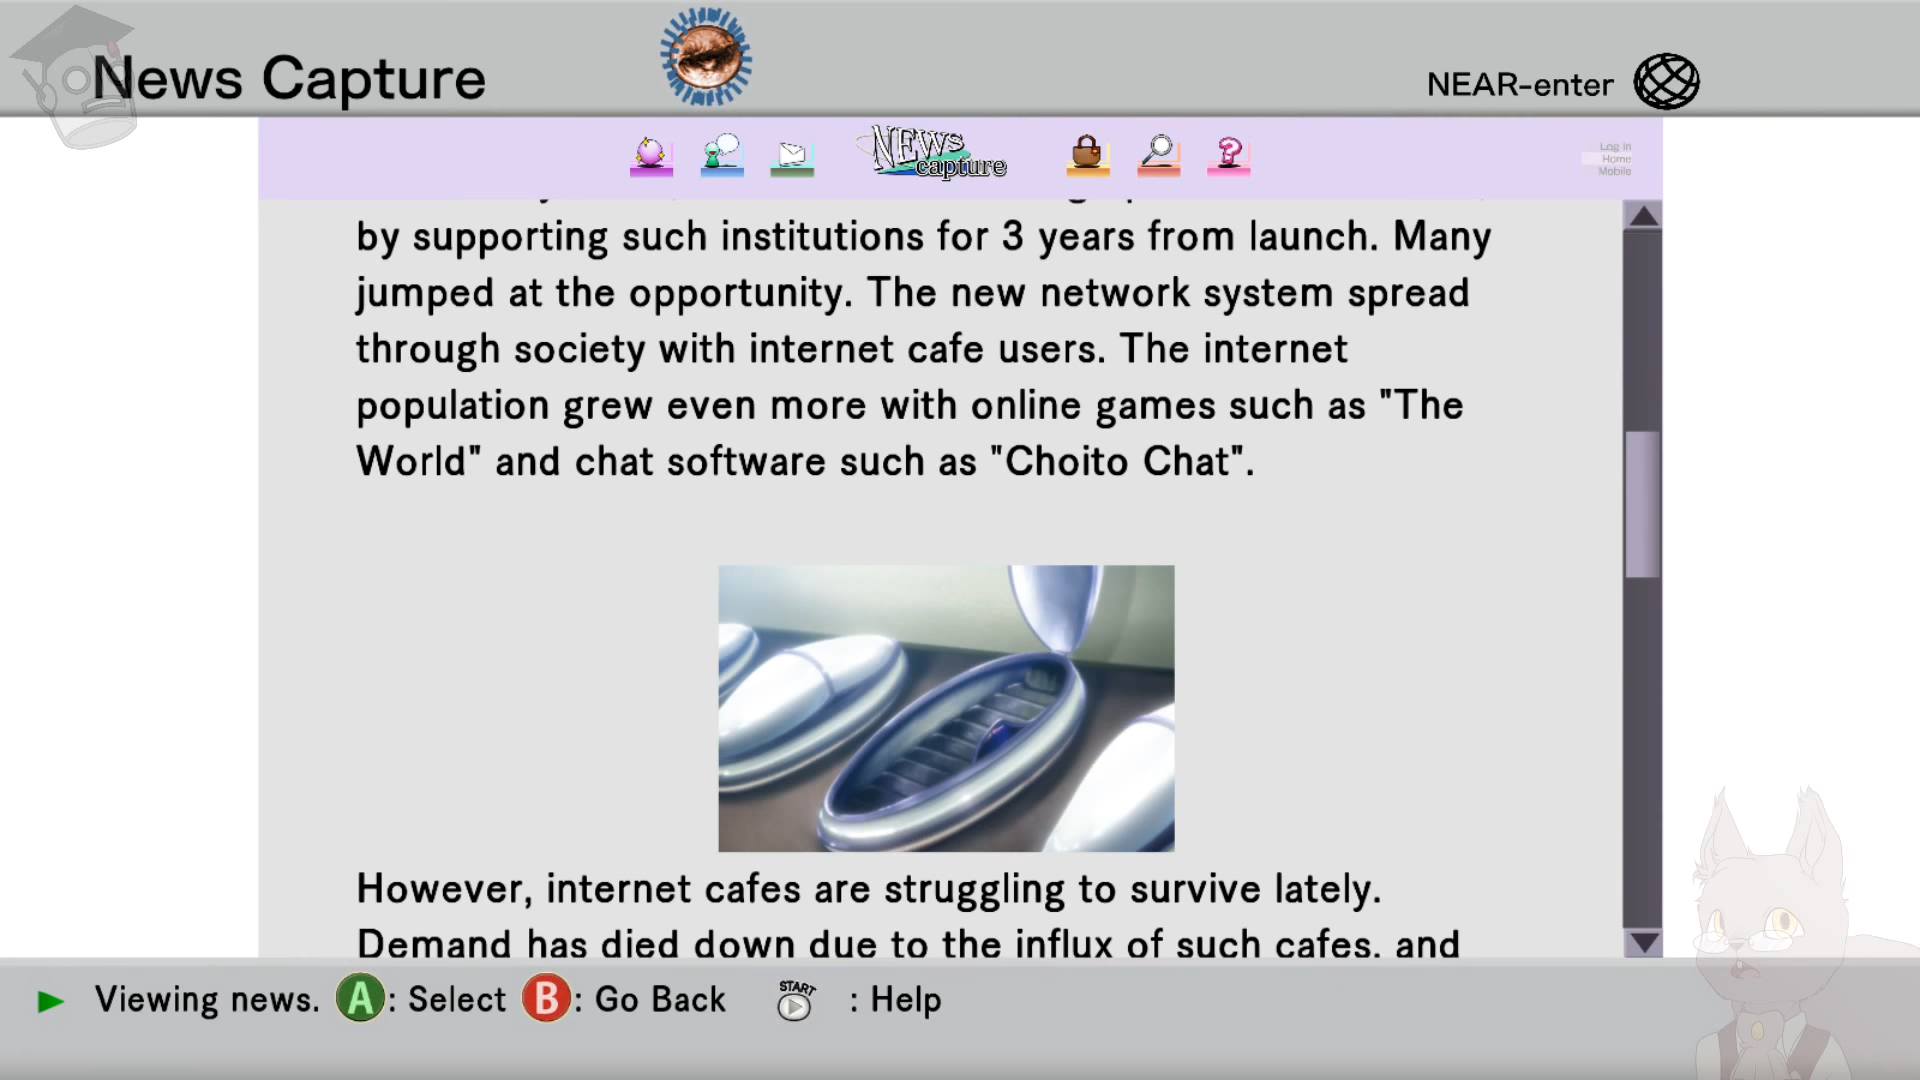 News Capture
NEAR-enter
NEWS
capture
Log in
Home
Mobile
by supporting such institutions for 3 years from launch. Many
jumped at the opportunity. The new network system spread
through society with internet cafe users. The internet
population grew even more with online games such as "The
World" and chat software such as "Choito Chat".
However, internet cafes are struggling to survive lately.
Demand has died down due to the influx of such cafes, and
Viewing news. A : Select B : Go Back START : Help